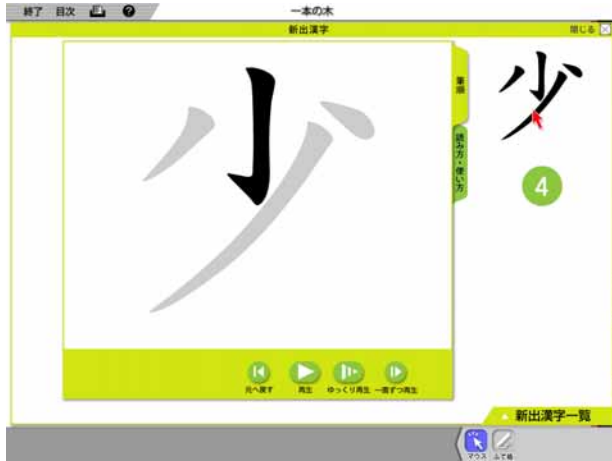 終了 目次 ?
一本の木
新出漢字
閉じる
少
筆順
読み方・使い方
少
4
元へ戻す 再生 ゆっくり再生 一画ずつ再生
新出漢字一覧
マウス ふで箱